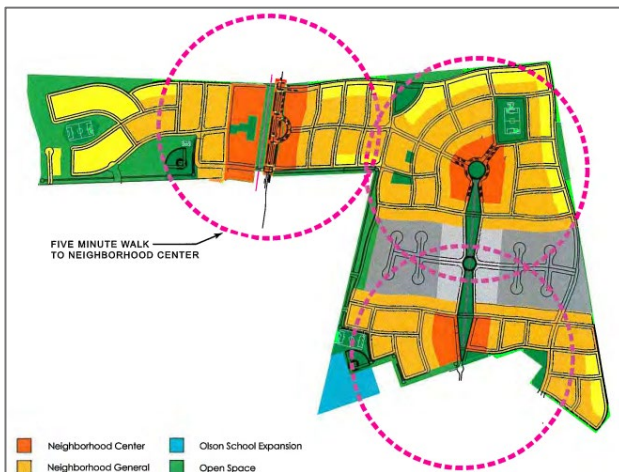 FIVE MINUTE WALK
TO NEIGHBORHOOD CENTER
Neighborhood Center
Olson School Expansion
Neighborhood General
Open Space